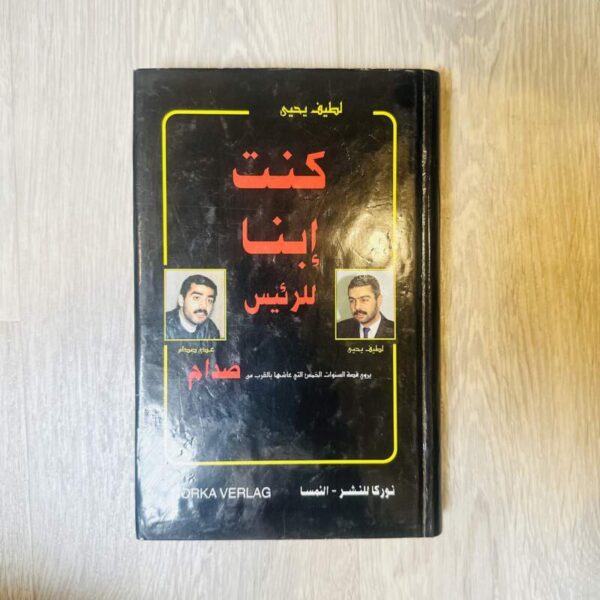 لطيف يحيى
كنت
إبنا
للرئيس
لطيف يحيى
عدي صدام
يروي قصة السنوات الخمس التي عاشها بالقرب من صدام
نوركا للنشر - النمسا
ORKA VERLAG